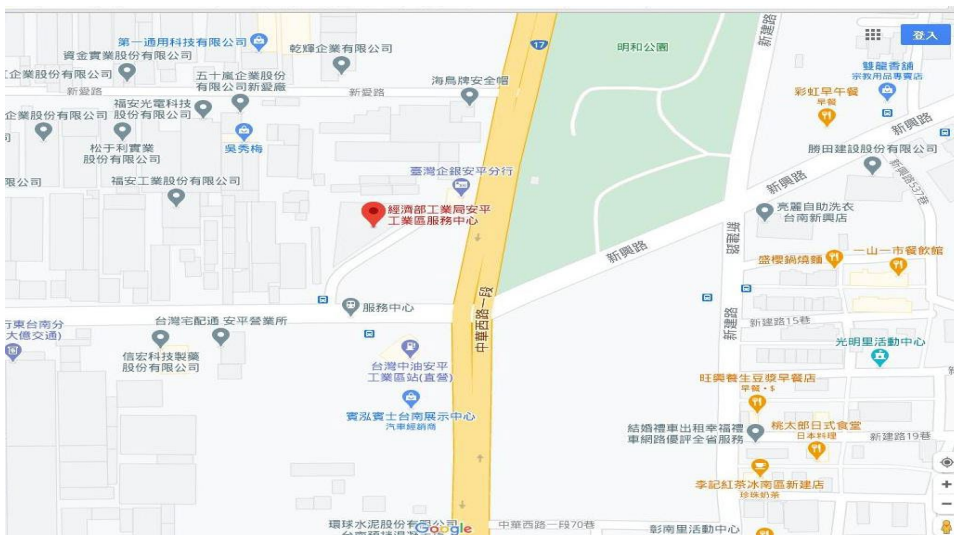 第一通用科技有限公司
資金實業股份有限公司
乾輝企業有限公司
17
明和公園
新建路
登入
雙龍香舖
宗教用品專賣店
企業股份有限公司
五十嵐企業股份
有限公司新愛廠
新愛路
新愛路
海鳥牌安全帽
彩虹早午餐
早餐
福安光電科技
股份有限公司
企業股份有限公司
松于利實業
股份有限公司
吳秀梅
新興路
勝田建設股份有限公司
限公司
福安工業股份有限公司
臺灣企銀安平分行
新興路
新興路537巷
經濟部工業局安平
工業區服務中心
亮麗自助洗衣
台南新興店
新興路
新建路
盛櫻鍋燒麵
一山一市餐飲館
服務中心
中華西路一段
台灣宅配通 安平營業所
新建路
新建路15巷
行東台南分
大億交通)
信宏科技製藥
股份有限公司
光明里活動中心
台灣中油安平
工業區站(直營)
旺興養生豆漿早餐店
早餐・$
賓泓賓士台南展示中心
汽車經銷商
結婚禮車出租幸福禮
車網路優評全省服務
桃太郎日式食堂
日本料理
新建路19巷
李記紅茶冰南區新建店
珍珠奶茶
環球水泥股份有限公司
Google
中華西路一段70巷
彰南里活動中心